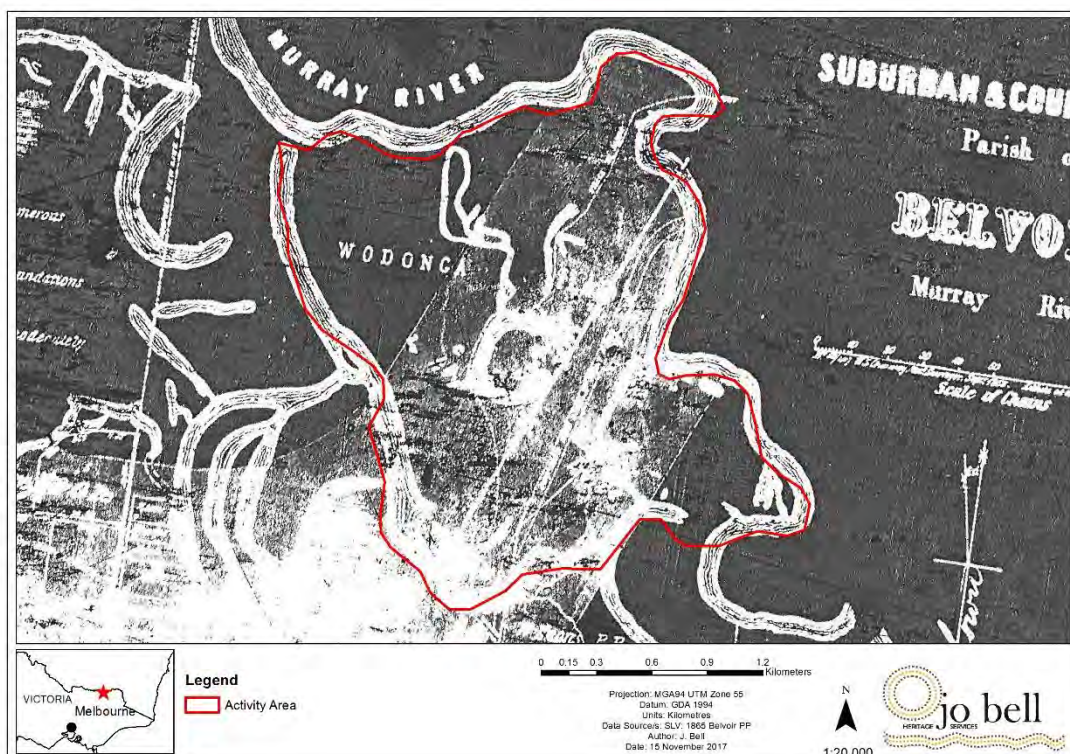 MURRAY RIVER
SUBURBAN & COU
Parish o
BELVO
Murray Riv
Scale of Chains
WODONGA
merous
undations
VICTORIA
Melbourne
Legend
Activity Area
0 0.15 0.3 0.6 0.9 1.2
Kilometers
Projection: MGA94 UTM Zone 55
Datum: GDA 1994
Units: Kilometres
Data Source/s: SLV: 1865 Belvoir PP
Author: J. Bell
Date: 15 November 2017
N
1:20,000
jo bell
HERITAGE SERVICES